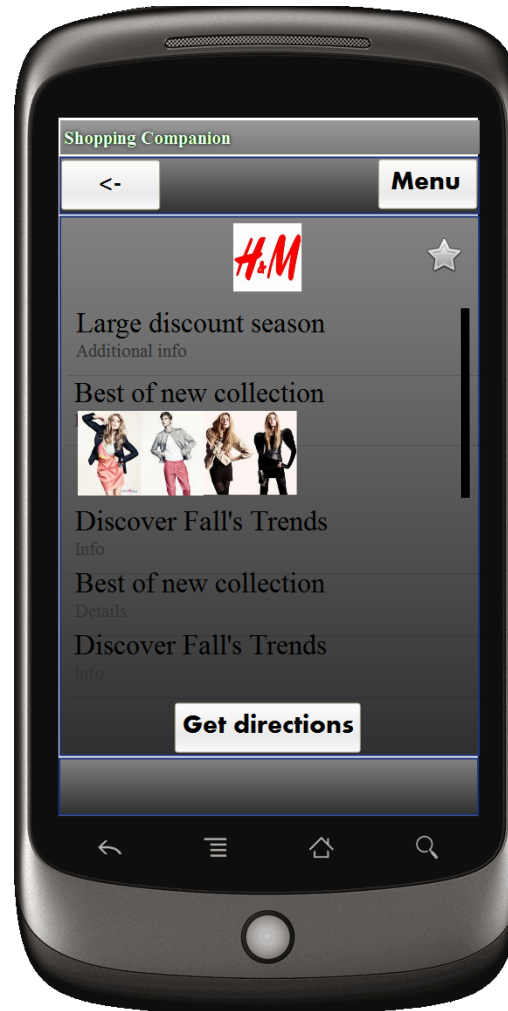 Shopping Companion
<-
Menu
H&M
Large discount season
Additional info
Best of new collection
Discover Fall's Trends
Info
Best of new collection
Details
Discover Fall's Trends
Info
Get directions